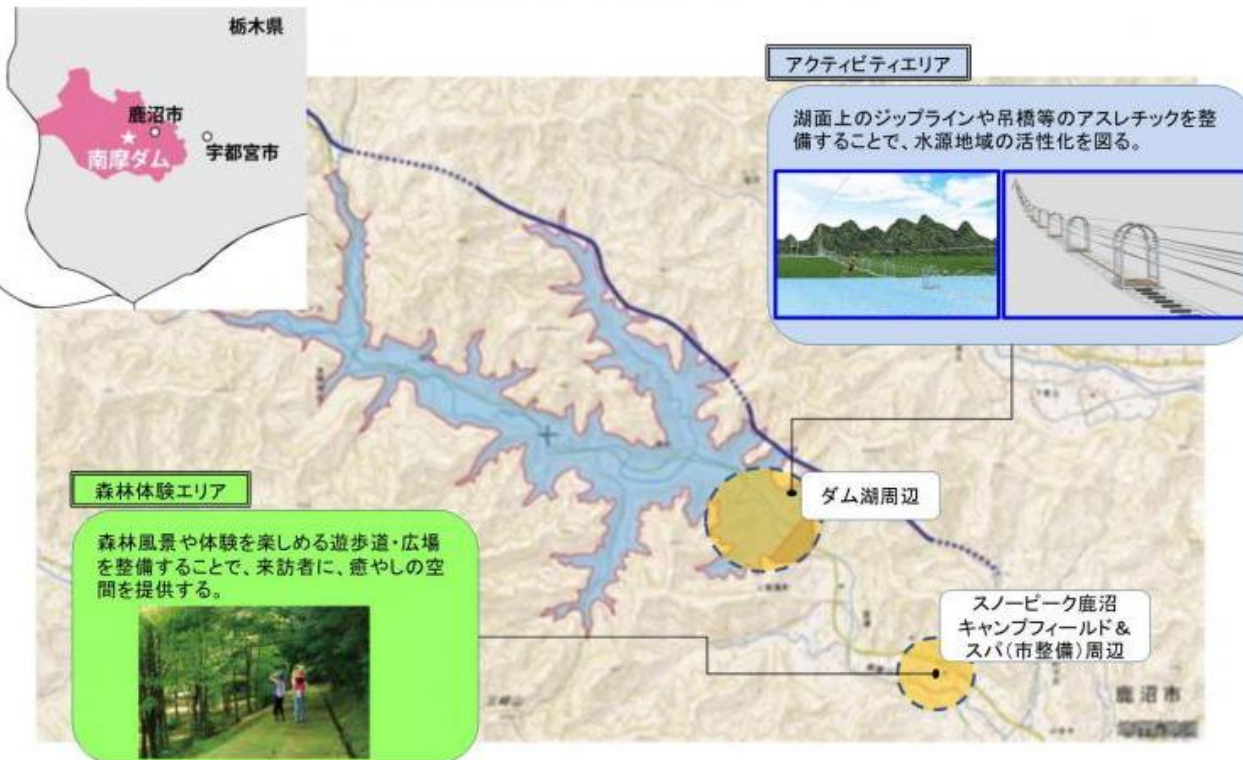 栃木県
鹿沼市
南摩ダム
宇都宮市
アクティビティエリア
湖面上のジップラインや吊橋等のアスレチックを整
備することで、水源地域の活性化を図る。
ダム湖周辺
森林体験エリア
森林風景や体験を楽しめる遊歩道・広場
を整備することで、来訪者に、癒やしの空
間を提供する。
スノーピーク鹿沼
キャンプフィールド&
スパ(市整備)周辺
鹿沼市